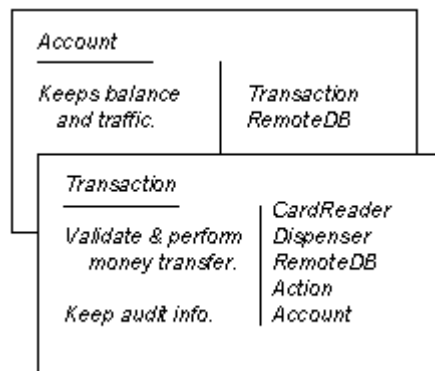 Account
Keeps balance
and traffic.
Transaction
RemoteDB
Transaction
Validate & perform
money transfer.
Keep audit info.
CardReader
Dispenser
RemoteDB
Action
Account